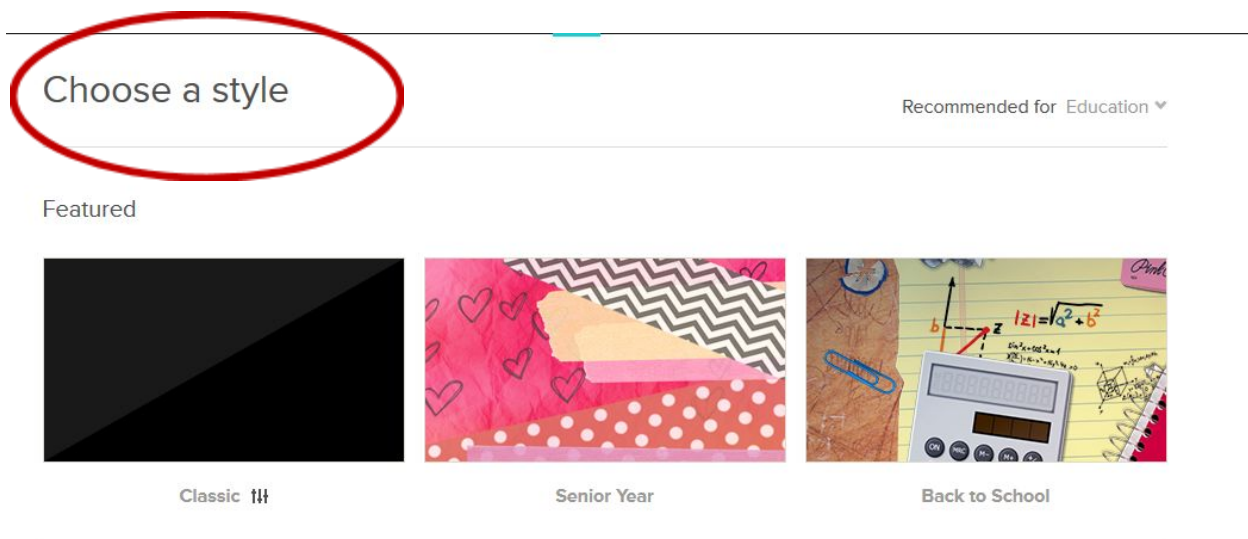 Choose a style
Recommended for Education
Featured
|z|=√a²+b²
b
z
ON MRC M- M+ +/-
Classic
Senior Year
Back to School